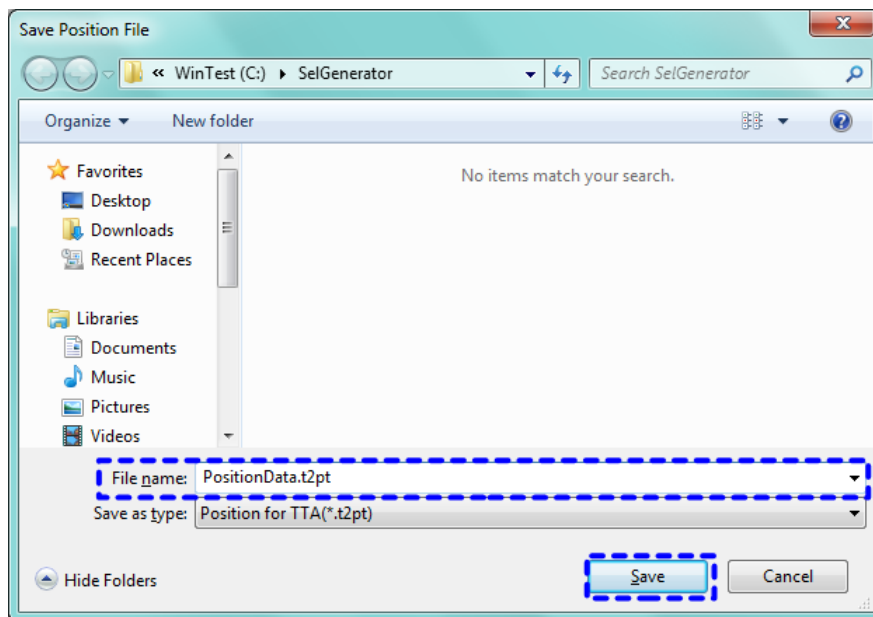 Save Position File
« WinTest (C:) ▸ SelGenerator
Search SelGenerator
Organize
New folder
No items match your search.
Favorites
Desktop
Downloads
Recent Places
Libraries
Documents
Music
Pictures
Videos
File name: PositionData.t2pt
Save as type: Position for TTA(*.t2pt)
Hide Folders
Save
Cancel